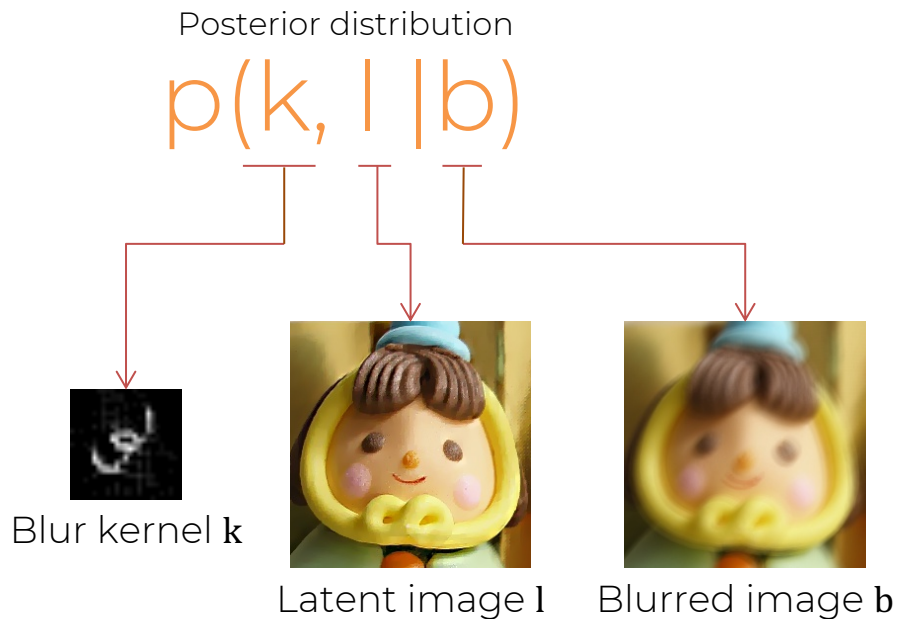 Posterior distribution
p(k, l |b)
Blur kernel k
Latent image l
Blurred image b